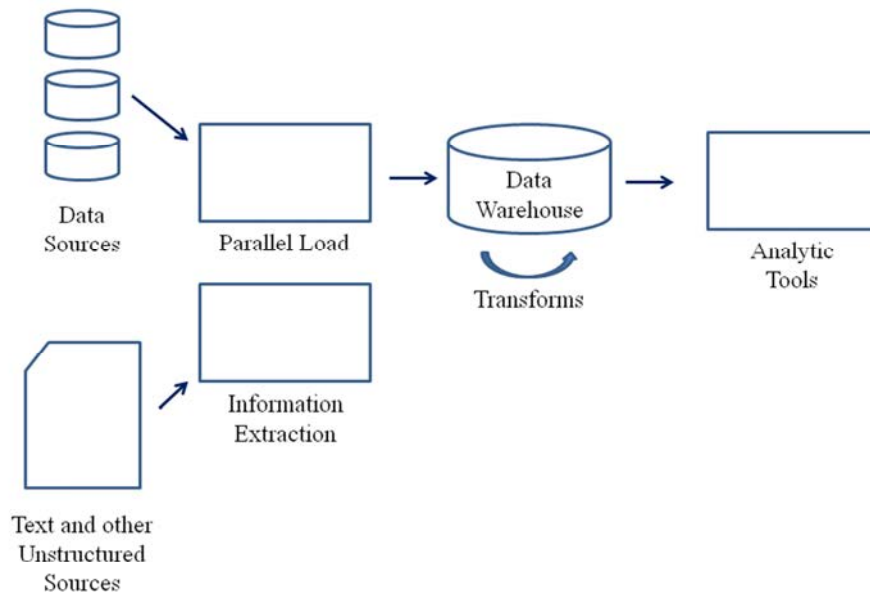 Data
Sources
Parallel Load
Data
Warehouse
Transforms
Analytic
Tools
Information
Extraction
Text and other
Unstructured
Sources